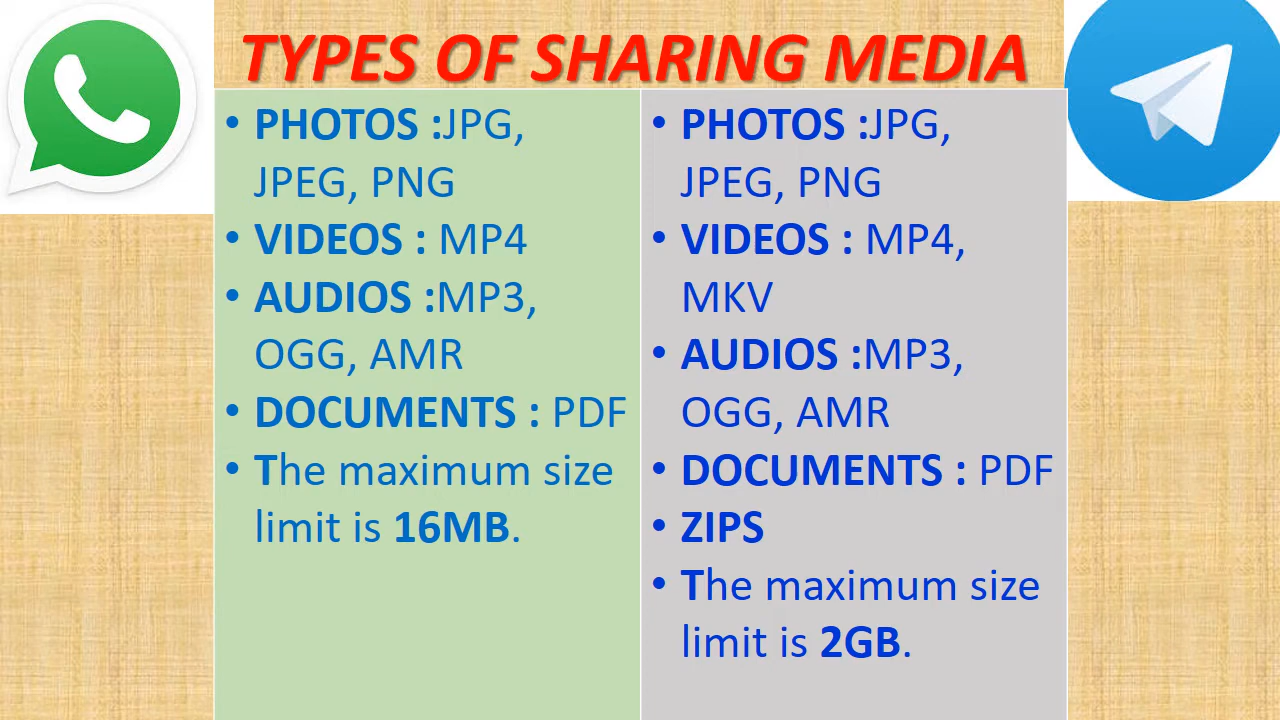 TYPES OF SHARING MEDIA
• PHOTOS :JPG,
JPEG, PNG
• VIDEOS : MP4
• AUDIOS :MP3,
OGG, AMR
• DOCUMENTS : PDF
• The maximum size
limit is 16MB.
• PHOTOS :JPG,
JPEG, PNG
• VIDEOS : MP4,
MKV
• AUDIOS :MP3,
OGG, AMR
• DOCUMENTS : PDF
• ZIPS
• The maximum size
limit is 2GB.